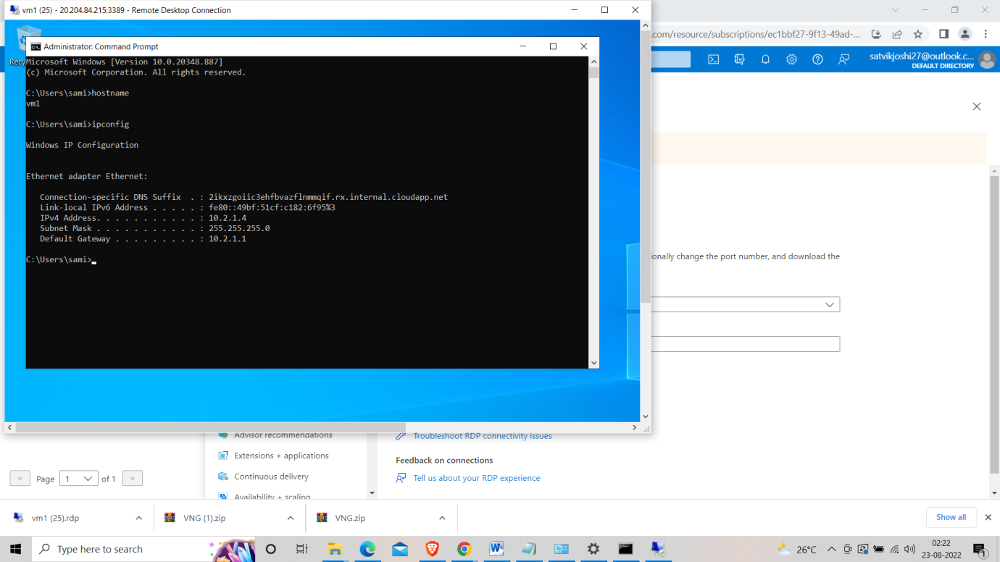 vm1 (25) - 20.204.84.215:3389 - Remote Desktop Connection
.com/resource/subscriptions/ec1bbf27-9f13-49ad-...
satvikjoshi27@outlook.c...
DEFAULT DIRECTORY
Recy
Administrator: Command Prompt
Microsoft Windows [Version 10.0.20348.887]
(c) Microsoft Corporation. All rights reserved.
C:\Users\sami>hostname
vm1
C:\Users\sami>ipconfig
Windows IP Configuration
Ethernet adapter Ethernet:
Connection-specific DNS Suffix  . : 2ikxzgoiic3ehfbvazflnmmqif.rx.internal.cloudapp.net
Link-local IPv6 Address . . . . . : fe80::49bf:51cf:c182:6f95%3
IPv4 Address. . . . . . . . . . . : 10.2.1.4
Subnet Mask . . . . . . . . . . . : 255.255.255.0
Default Gateway . . . . . . . . . : 10.2.1.1
C:\Users\sami>
ionally change the port number, and download the
Advisor recommendations
Extensions + applications
Continuous delivery
Availability + scaling
Troubleshoot RDP connectivity issues
Feedback on connections
Tell us about your RDP experience
< Page 1 of 1 >
vm1 (25).rdp
VNG (1).zip
VNG.zip
Show all
Type here to search
26°C
02:22
23-08-2022
1